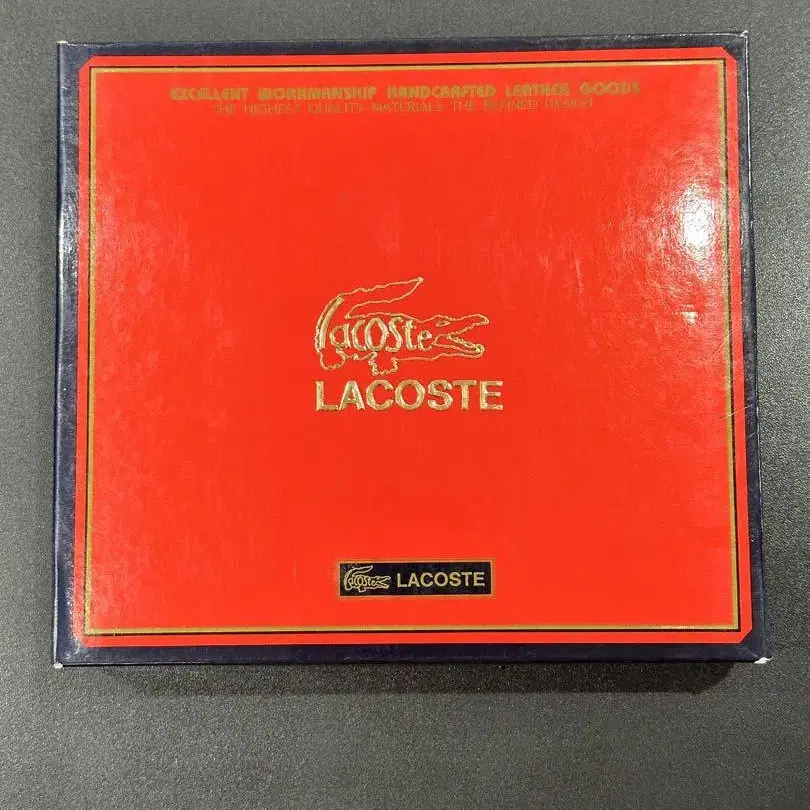 EXCELLENT WORKMANSHIP HANDCRAFTED LEATHER GOODS
THE HIGHEST QUALITY MATERIALS THE REFINED DESIGN
Lacoste
LACOSTE
Lacoste LACOSTE